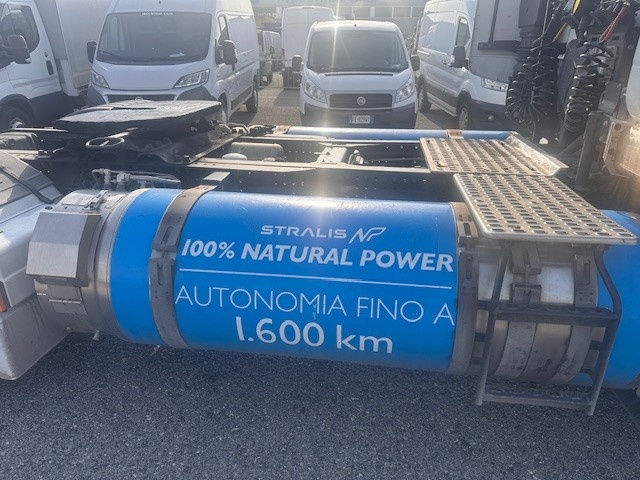 STRALIS NP
100% NATURAL POWER
AUTONOMIA FINO A
1.600 km